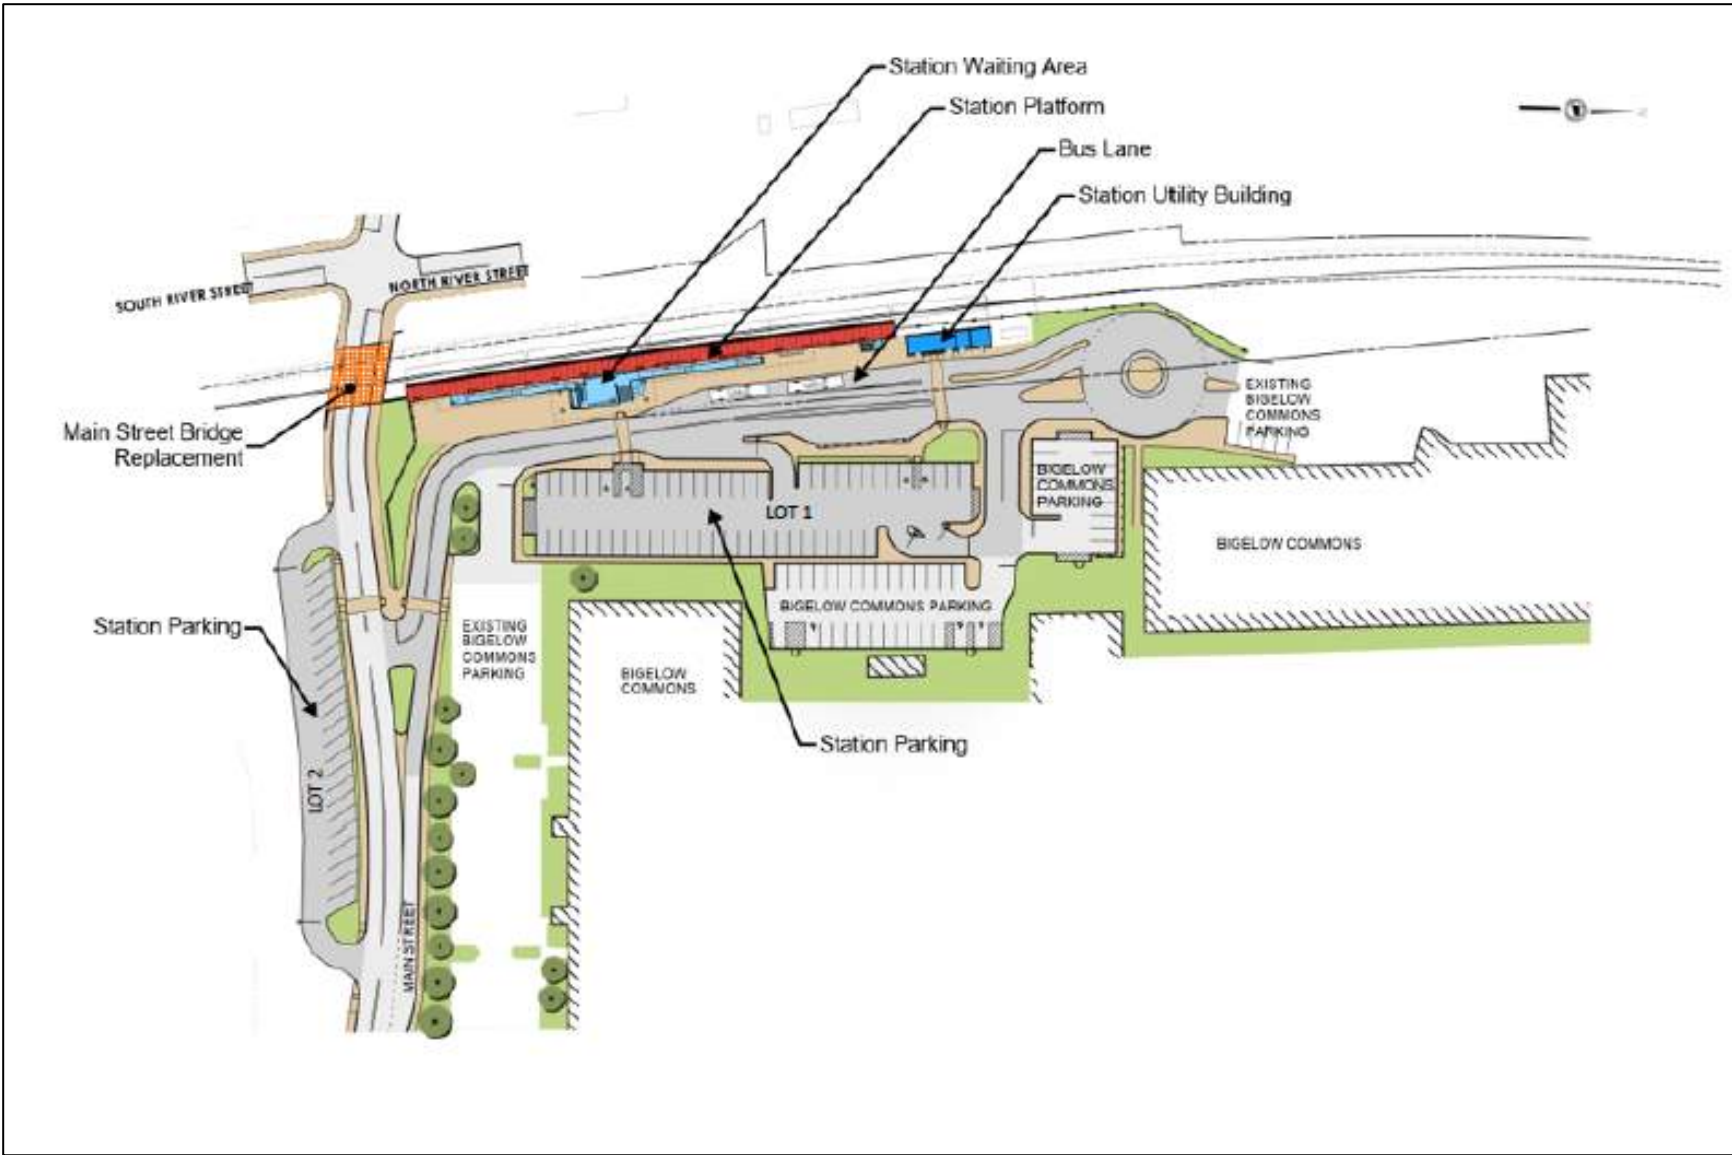 Station Waiting Area
Station Platform
Bus Lane
Station Utility Building
SOUTH RIVER STREET
NORTH RIVER STREET
EXISTING
BIGELOW
COMMONS
PARKING
Main Street Bridge
Replacement
BIGELOW
COMMONS
PARKING
LOT 1
BIGELOW COMMONS
BIGELOW COMMONS PARKING
Station Parking
EXISTING
BIGELOW
COMMONS
PARKING
BIGELOW
COMMONS
Station Parking
LOT 2
MAIN STREET